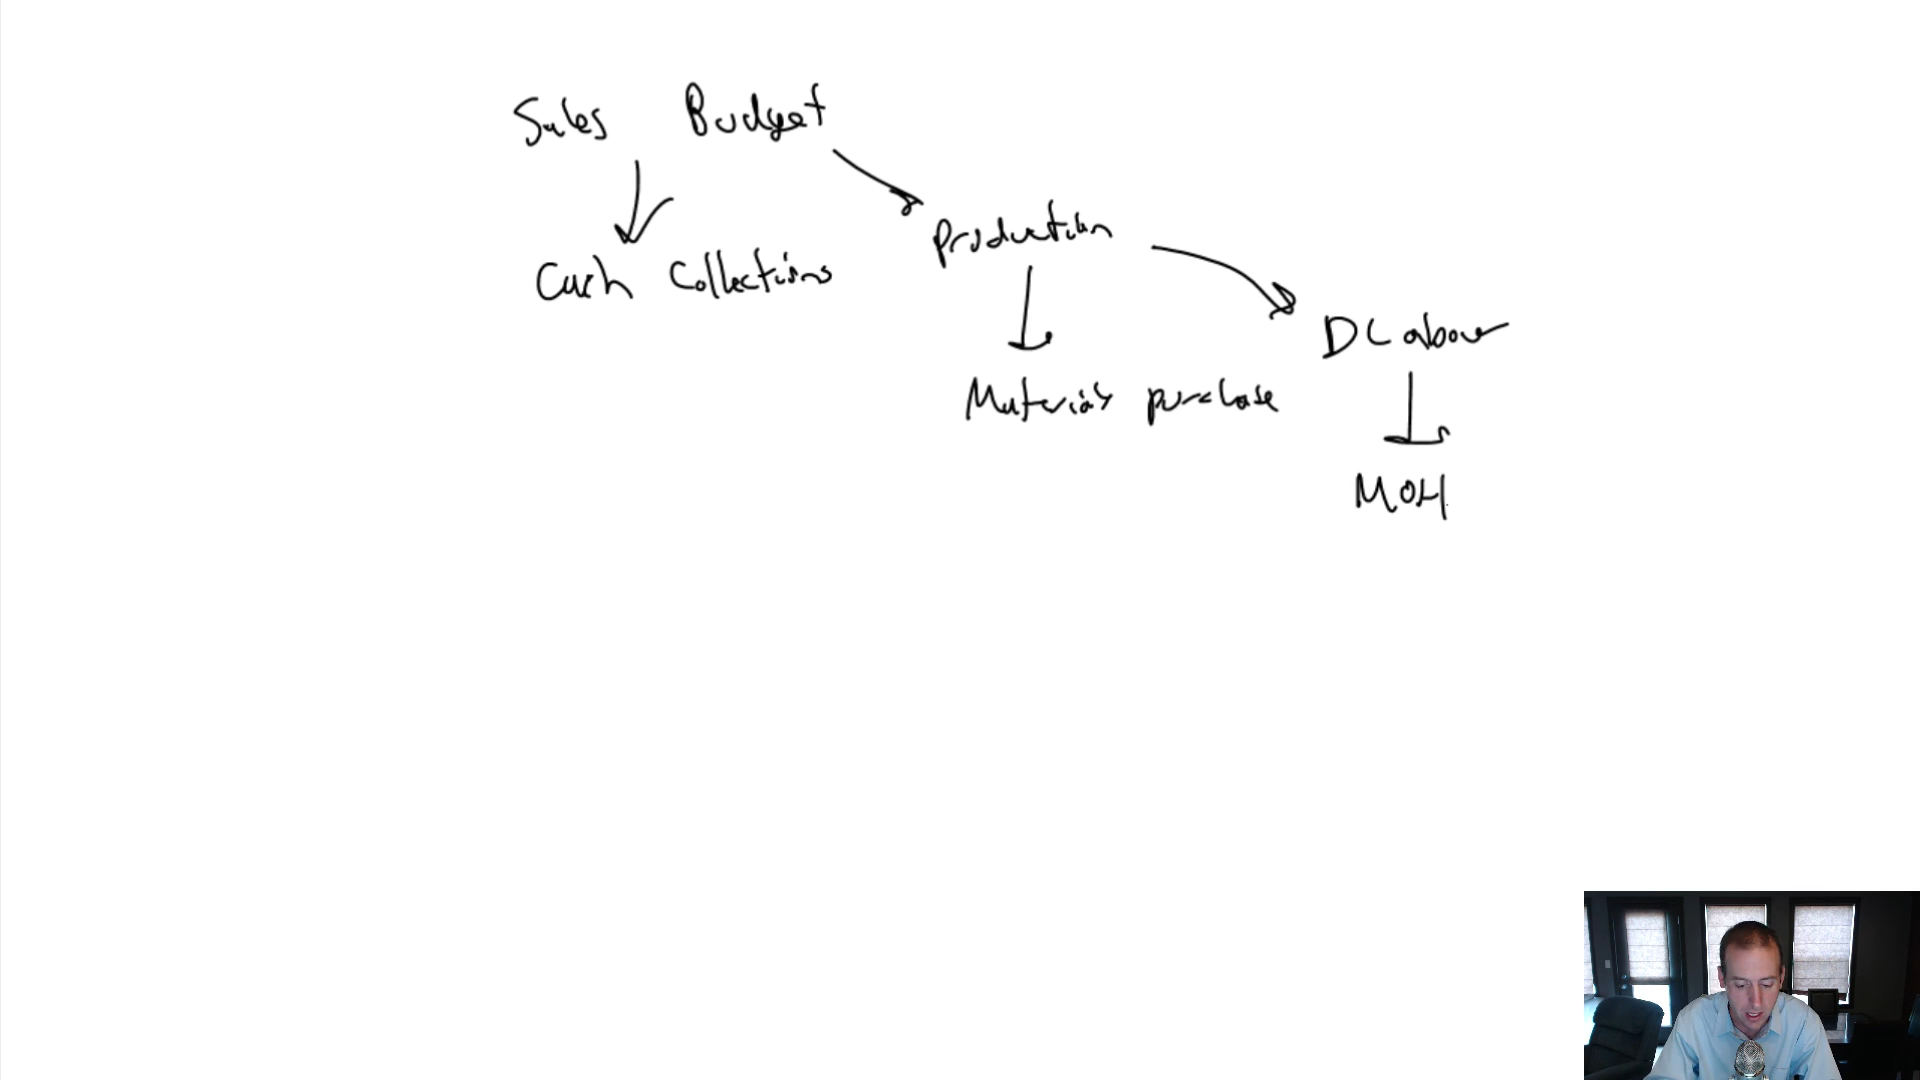 Sales Budget
Production
Cash Collections
DLabour
Materials purchase
MOH